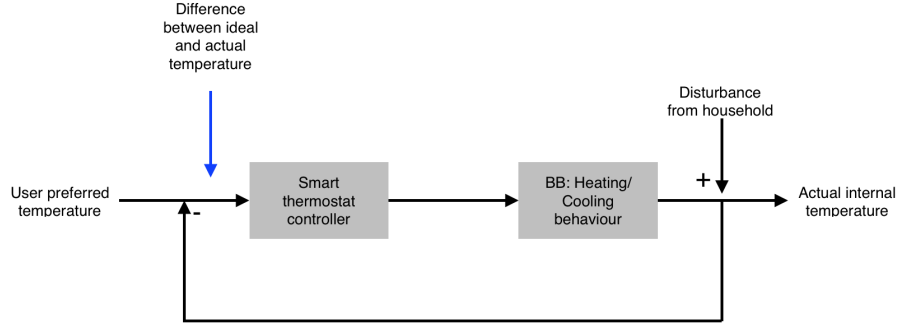 Difference
between ideal
and actual
temperature
Disturbance
from household
+
User preferred
temperature
-
Smart
thermostat
controller
BB: Heating/
Cooling
behaviour
Actual internal
temperature